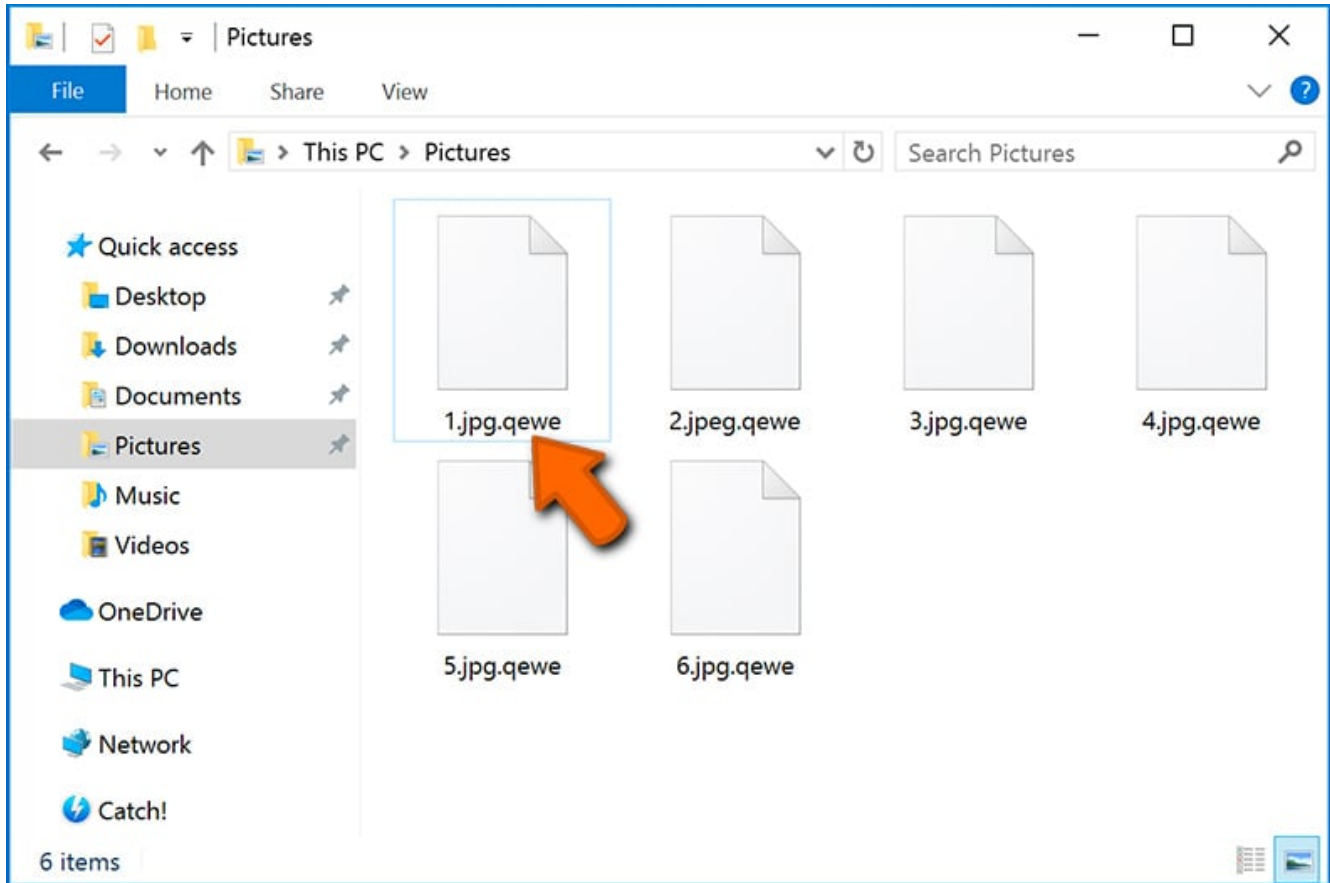 Pictures
File Home Share View
This PC > Pictures
Search Pictures
Quick access
Desktop
Downloads
Documents
Pictures
Music
Videos
OneDrive
This PC
Network
Catch!
1.jpg.qewe
2.jpeg.qewe
3.jpg.qewe
4.jpg.qewe
5.jpg.qewe
6.jpg.qewe
6 items